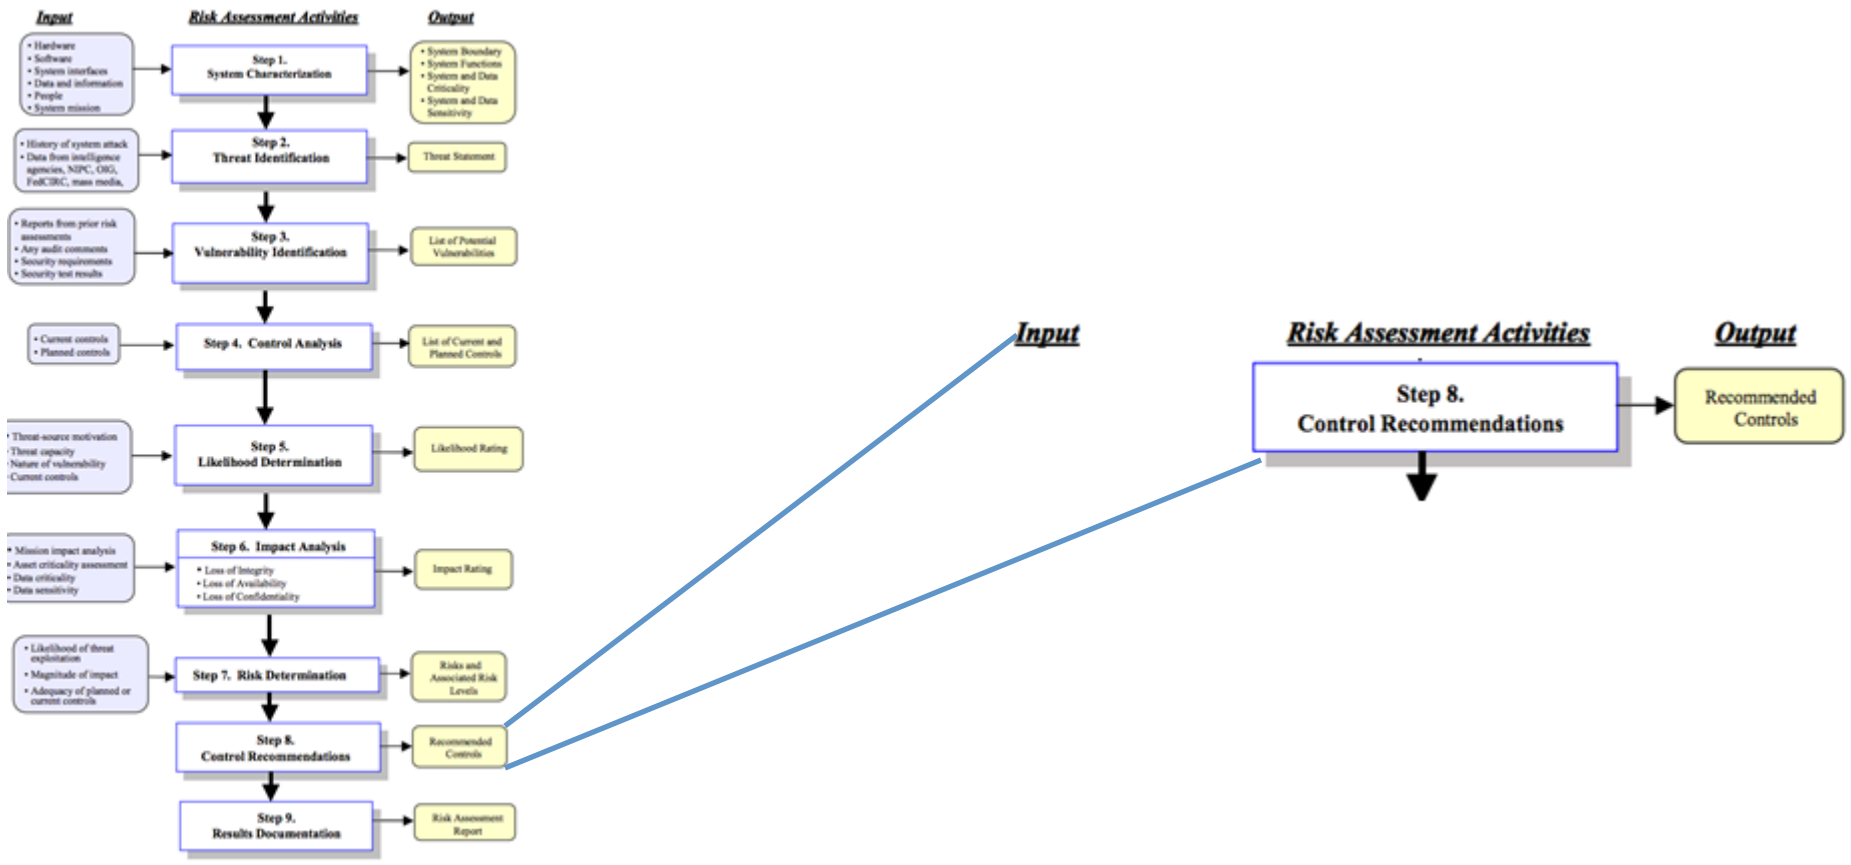 Input
Risk Assessment Activities
Output
• Hardware
• Software
• System interfaces
• Data and information
• People
• System mission
Step 1.
System Characterization
• System Boundary
• System Functions
• System and Data
Criticality
• System and Data
Sensitivity
• History of system attack
• Data from intelligence
agencies, NIPC, OIG,
FedCIRC, mass media,
Step 2.
Threat Identification
Threat Statement
• Reports from prior risk
assessments
• Any audit comments
• Security requirements
• Security test results
Step 3.
Vulnerability Identification
List of Potential
Vulnerabilities
• Current controls
• Planned controls
Step 4. Control Analysis
List of Current and
Planned Controls
• Threat-source motivation
• Threat capacity
• Nature of vulnerability
• Current controls
Step 5.
Likelihood Determination
Likelihood Rating
• Mission impact analysis
• Asset criticality assessment
• Data criticality
• Data sensitivity
Step 6. Impact Analysis
• Loss of Integrity
• Loss of Availability
• Loss of Confidentiality
Impact Rating
• Likelihood of threat
exploitation
• Magnitude of impact
• Adequacy of planned or
current controls
Step 7. Risk Determination
Risks and
Associated Risk
Levels
Step 8.
Control Recommendations
Recommended
Controls
Step 9.
Results Documentation
Risk Assessment
Report
Input
Risk Assessment Activities
Output
Step 8.
Control Recommendations
Recommended
Controls